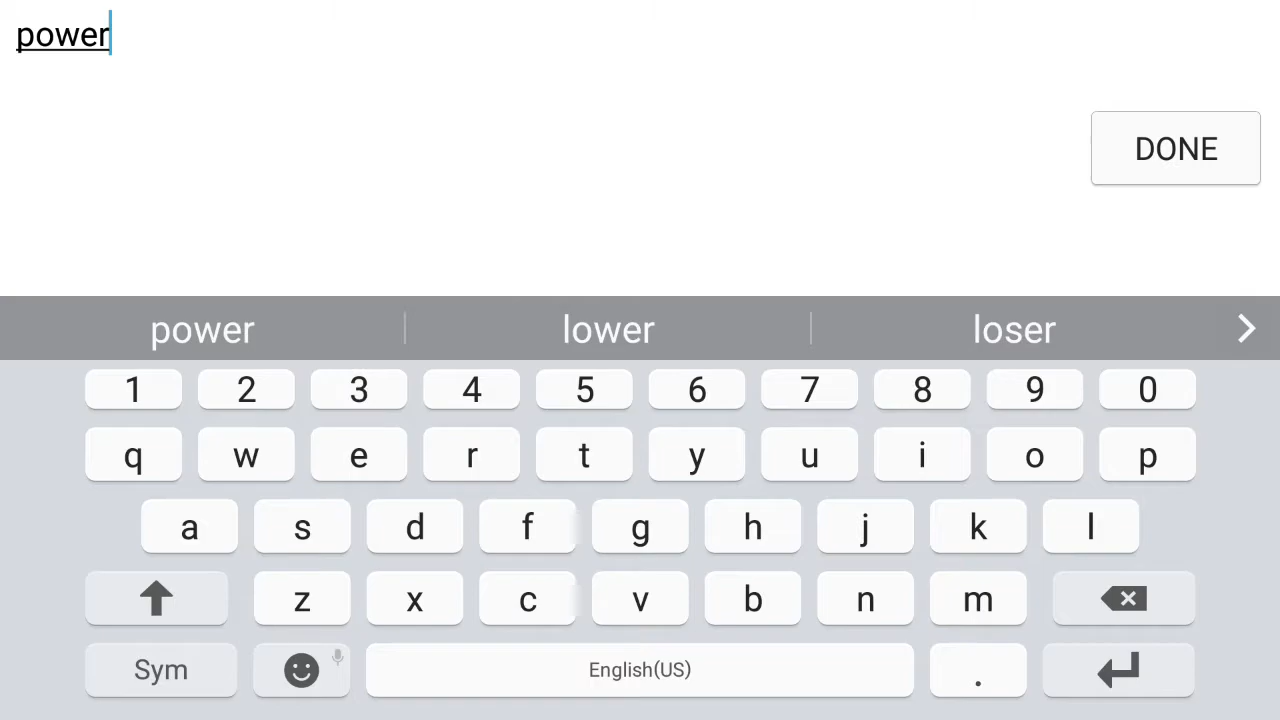 power
DONE
power lower loser
1 2 3 4 5 6 7 8 9 0
q w e r t y u i o p
a s d f g h j k l
z x c v b n m
Sym English(US) .